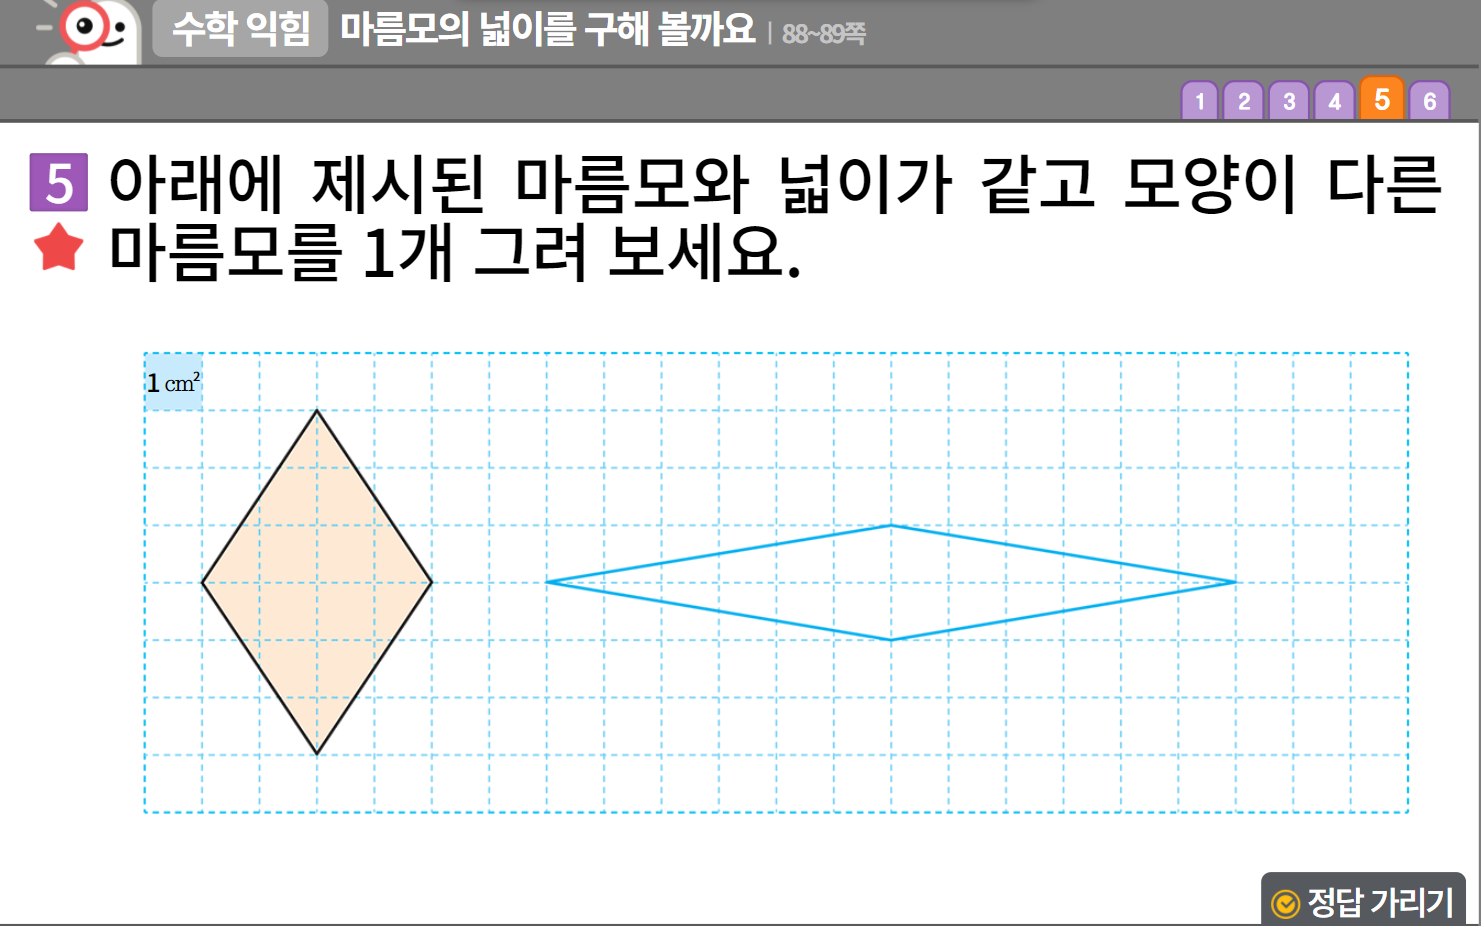 수학 익힘 마름모의 넓이를 구해 볼까요 | 88~89쪽
1 2 3 4 5 6
5 아래에 제시된 마름모와 넓이가 같고 모양이 다른
마름모를 1개 그려 보세요.
1 cm²
정답 가리기